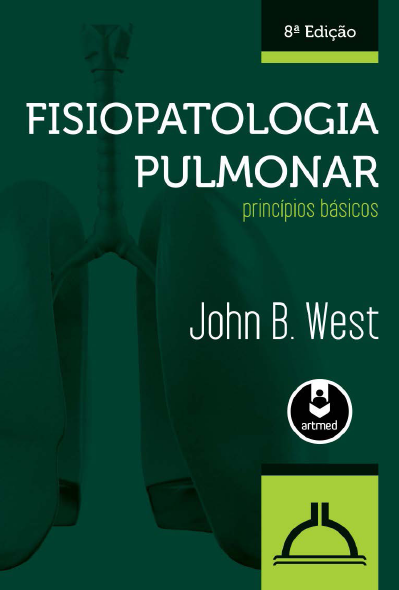 8ª Edição
FISIOPATOLOGIA
PULMONAR
princípios básicos
John B. West
artmed